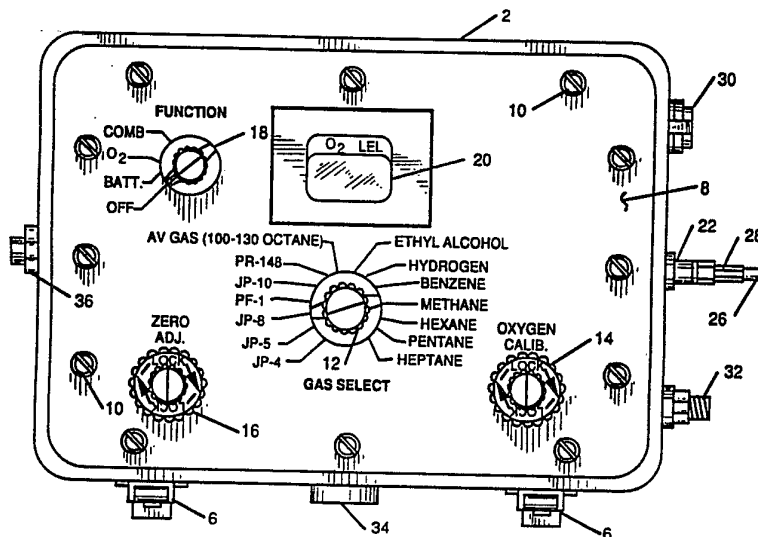 2
30
10
FUNCTION
COMB
18
O2
BATT.
OFF
O2 LEL
20
8
AV GAS (100-130 OCTANE)
PR-148
JP-10
PF-1
JP-8
JP-5
JP-4
ETHYL ALCOHOL
HYDROGEN
BENZENE
METHANE
HEXANE
PENTANE
HEPTANE
12
GAS SELECT
22
28
26
36
ZERO
ADJ.
LOCK
10
16
OXYGEN
CALIB.
LOCK
14
32
6
34
6